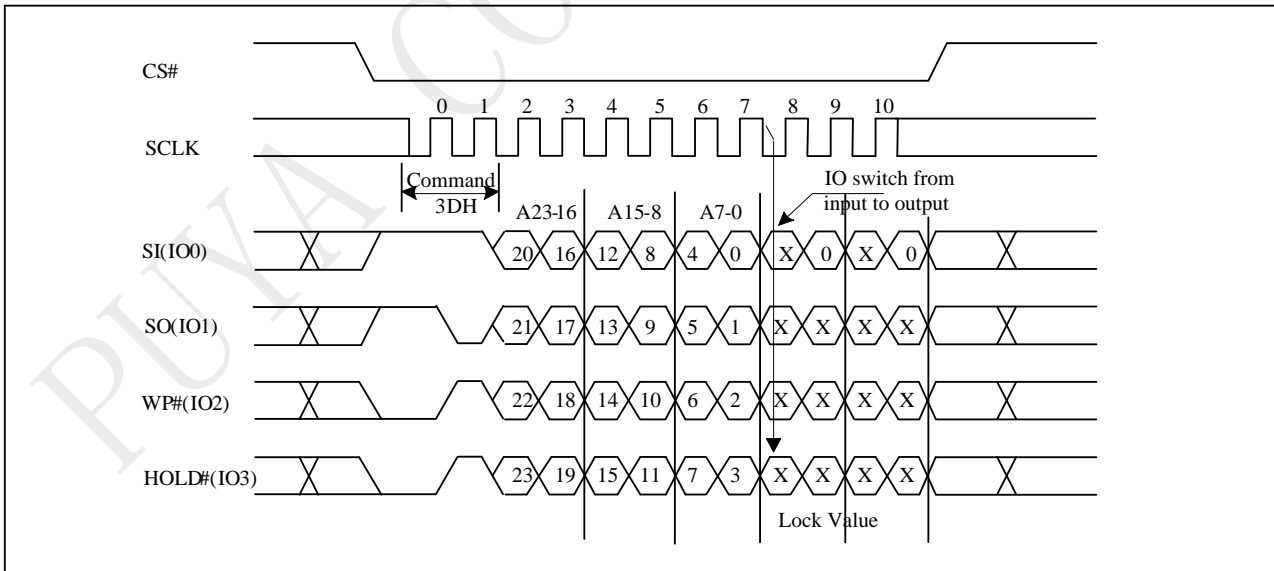 PUYA CO
CS#
0 1 2 3 4 5 6 7 8 9 10
SCLK
Command
3DH
IO switch from
input to output
A23-16 A15-8 A7-0
SI(IO0) 20 16 12 8 4 0 X 0 X 0
SO(IO1) 21 17 13 9 5 1 X X X X
WP#(IO2) 22 18 14 10 6 2 X X X X
HOLD#(IO3) 23 19 15 11 7 3 X X X X
Lock Value